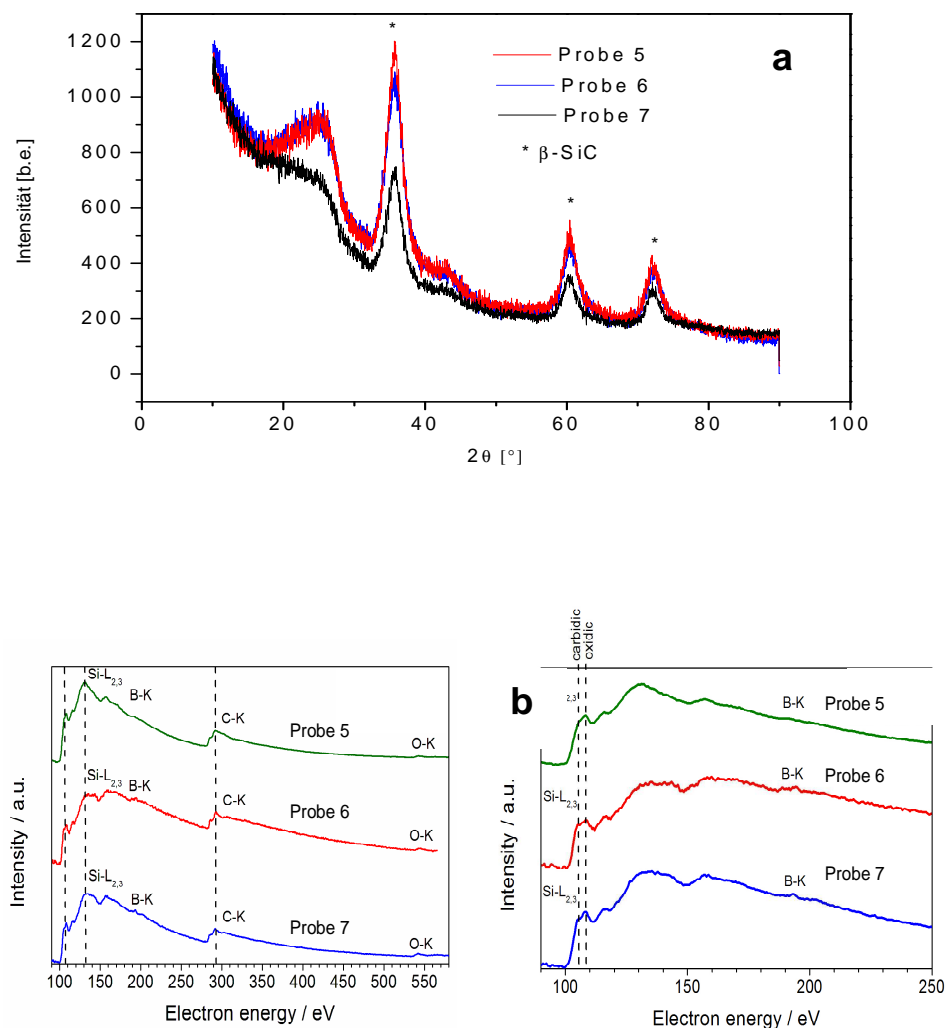 *
1200
1000
800
600
400
200
0
Intensität [b.e.]
Probe 5
Probe 6
Probe 7
* β-SiC
a
*
*
0 20 40 60 80 100
2θ [°]
Si-L2,3
B-K
C-K
Probe 5
O-K
Si-L2,3
B-K
C-K
Probe 6
O-K
Si-L2,3
B-K
C-K
Probe 7
O-K
Intensity / a.u.
90 100 150 200 250 300 350 400 450 500 550
Electron energy / eV
carbidic
oxidic
b
2,3
B-K
Probe 5
Si-L2,3
B-K
Probe 6
Si-L2,3
B-K
Probe 7
Intensity / a.u.
100 150 200 250
Electron energy / eV